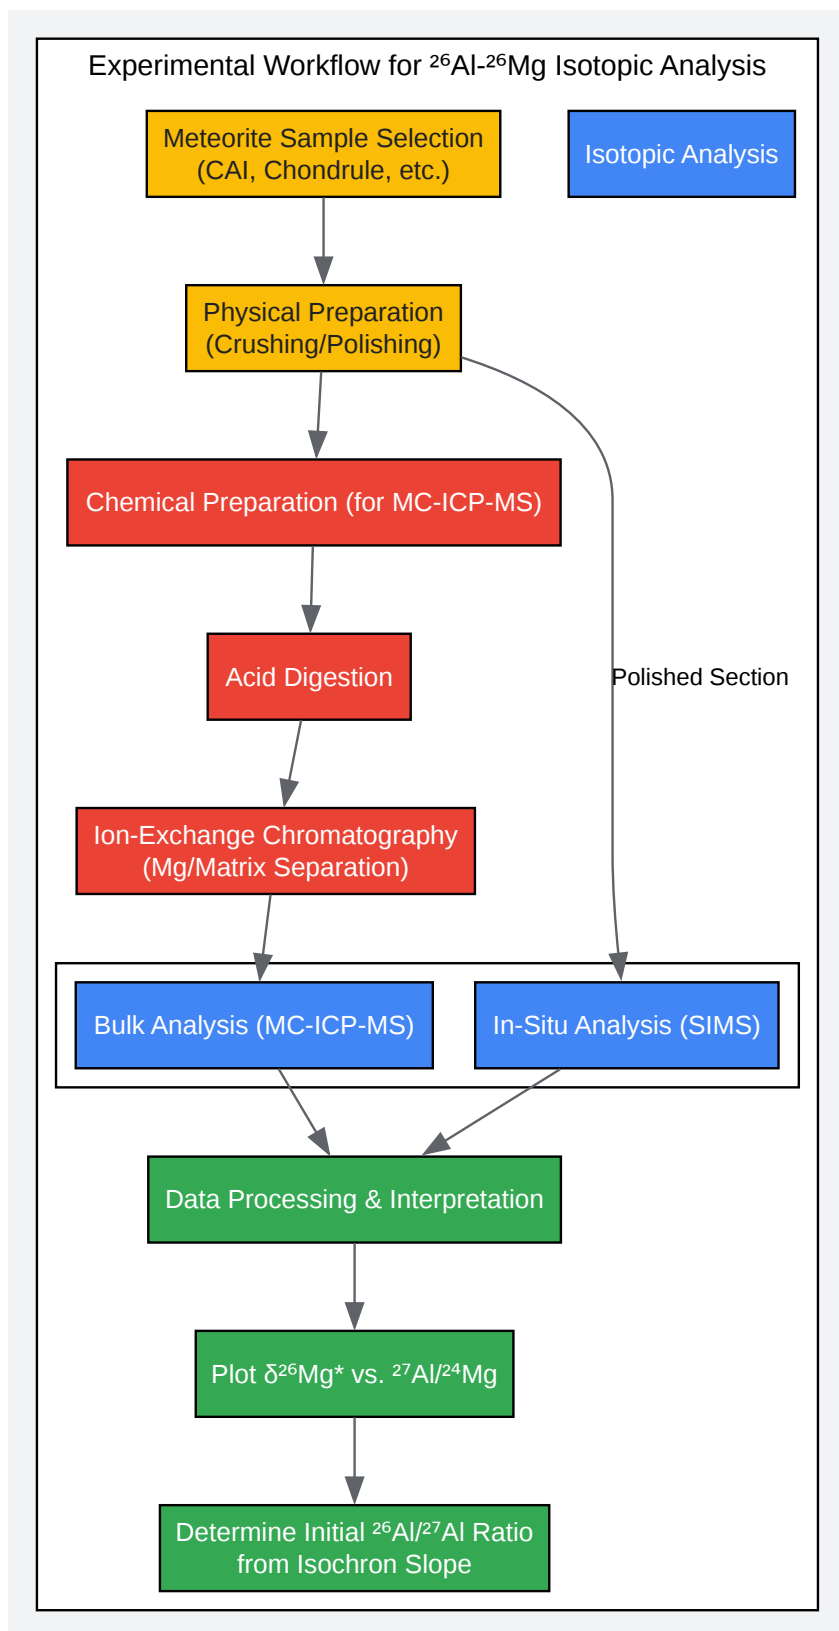 Experimental Workflow for ²⁶Al-²⁶Mg Isotopic Analysis
Meteorite Sample Selection
(CAI, Chondrule, etc.)
Isotopic Analysis
Physical Preparation
(Crushing/Polishing)
Chemical Preparation (for MC-ICP-MS)
Acid Digestion
Polished Section
Ion-Exchange Chromatography
(Mg/Matrix Separation)
Bulk Analysis (MC-ICP-MS)
In-Situ Analysis (SIMS)
Data Processing & Interpretation
Plot δ²⁶Mg* vs. ²⁷Al/²⁴Mg
Determine Initial ²⁶Al/²⁷Al Ratio
from Isochron Slope